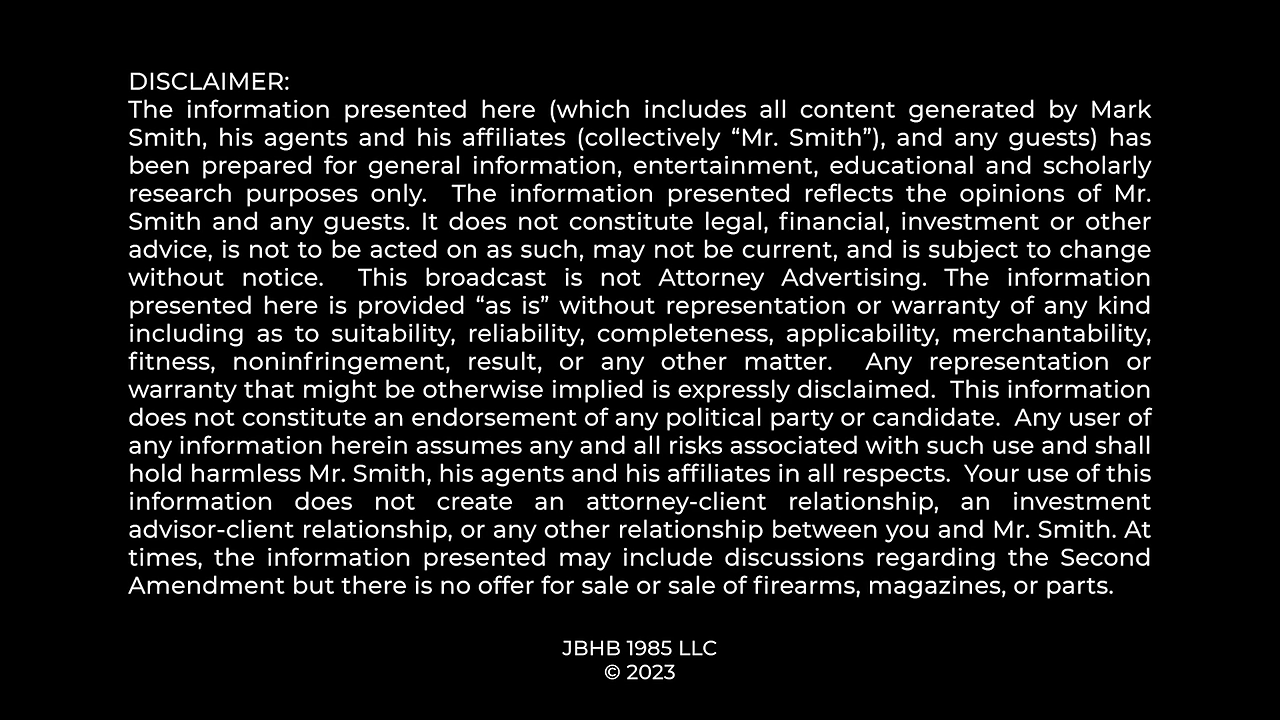 DISCLAIMER:
The information presented here (which includes all content generated by Mark
Smith, his agents and his affiliates (collectively “Mr. Smith”), and any guests) has
been prepared for general information, entertainment, educational and scholarly
research purposes only.  The information presented reflects the opinions of Mr.
Smith and any guests. It does not constitute legal, financial, investment or other
advice, is not to be acted on as such, may not be current, and is subject to change
without notice.  This broadcast is not Attorney Advertising. The information
presented here is provided “as is” without representation or warranty of any kind
including as to suitability, reliability, completeness, applicability, merchantability,
fitness, noninfringement, result, or any other matter.  Any representation or
warranty that might be otherwise implied is expressly disclaimed.  This information
does not constitute an endorsement of any political party or candidate.  Any user of
any information herein assumes any and all risks associated with such use and shall
hold harmless Mr. Smith, his agents and his affiliates in all respects.  Your use of this
information does not create an attorney-client relationship, an investment
advisor-client relationship, or any other relationship between you and Mr. Smith. At
times, the information presented may include discussions regarding the Second
Amendment but there is no offer for sale or sale of firearms, magazines, or parts.
JBHB 1985 LLC
© 2023